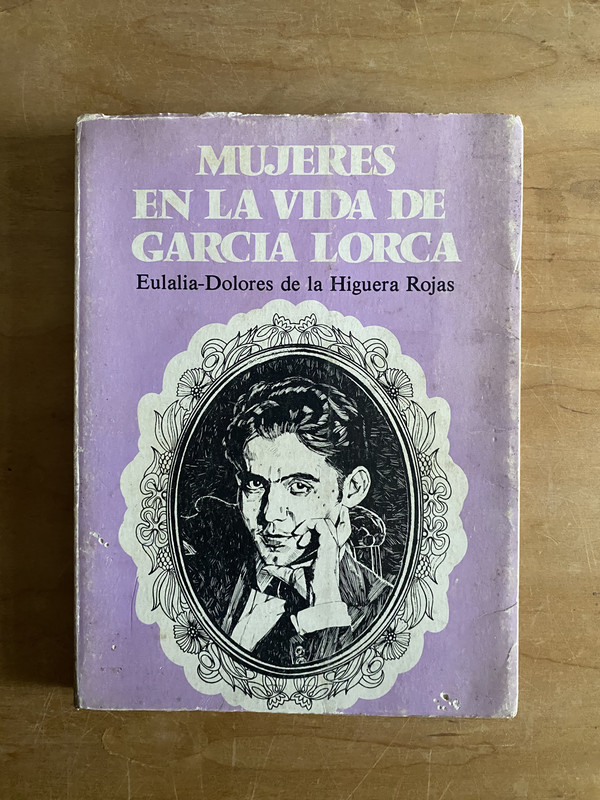 MUJERES
EN LA VIDA DE
GARCIA LORCA
Eulalia-Dolores de la Higuera Rojas